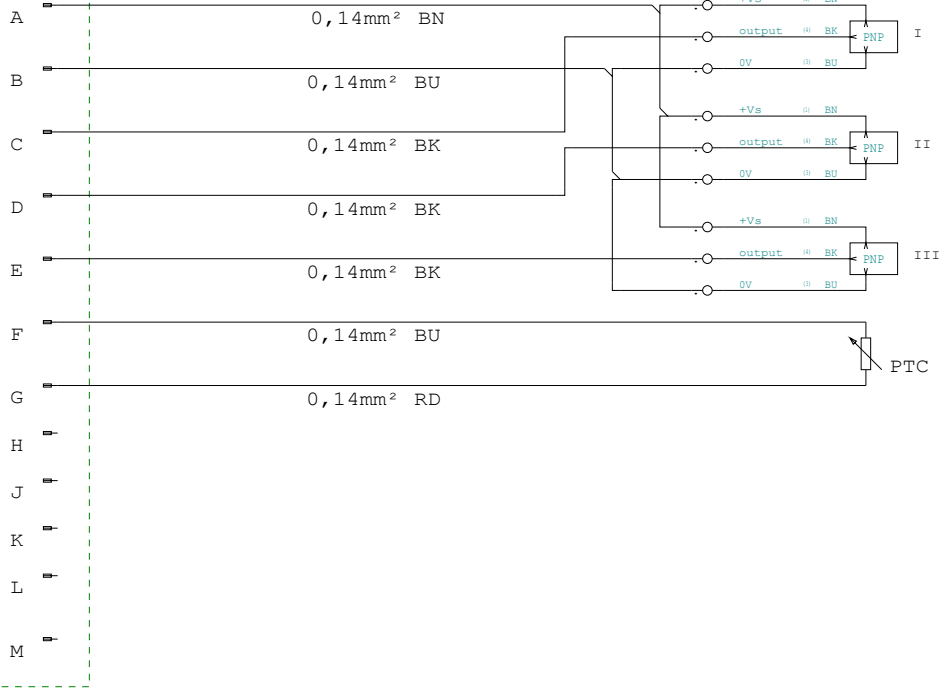 +Vs (1) BN
A 0,14mm² BN
output (4) BK PNP I
0V (3) BU
B 0,14mm² BU
+Vs (1) BN
C 0,14mm² BK
output (4) BK PNP II
0V (3) BU
D 0,14mm² BK
+Vs (1) BN
output (4) BK PNP III
E 0,14mm² BK
0V (3) BU
F 0,14mm² BU
PTC
G 0,14mm² RD
H
J
K
L
M